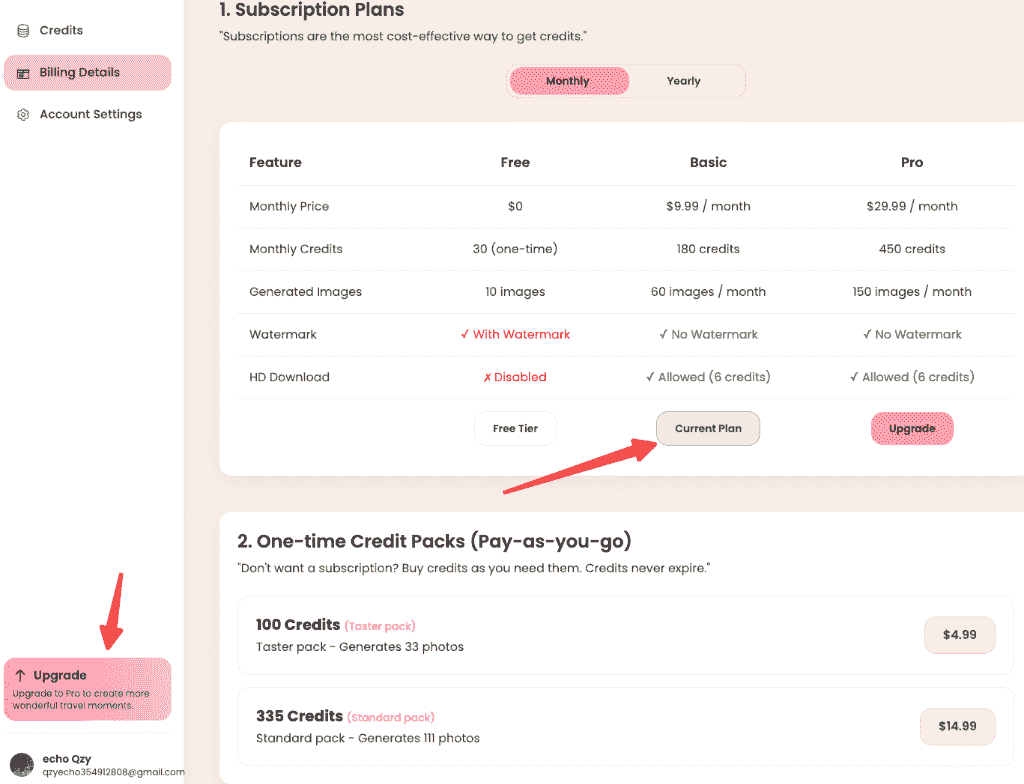 Credits
Billing Details
Account Settings
↑ Upgrade
Upgrade to Pro to create more
wonderful travel moments.
echo Qzy
qzyecho354912808@gmail.com
1. Subscription Plans
"Subscriptions are the most cost-effective way to get credits."
Monthly Yearly
Feature Free Basic Pro
Monthly Price $0 $9.99 / month $29.99 / month
Monthly Credits 30 (one-time) 180 credits 450 credits
Generated Images 10 images 60 images / month 150 images / month
Watermark ✓ With Watermark ✓ No Watermark ✓ No Watermark
HD Download ✗ Disabled ✓ Allowed (6 credits) ✓ Allowed (6 credits)
Free Tier Current Plan Upgrade
2. One-time Credit Packs (Pay-as-you-go)
"Don't want a subscription? Buy credits as you need them. Credits never expire."
100 Credits (Taster pack)
Taster pack - Generates 33 photos
$4.99
335 Credits (Standard pack)
Standard pack - Generates 111 photos
$14.99